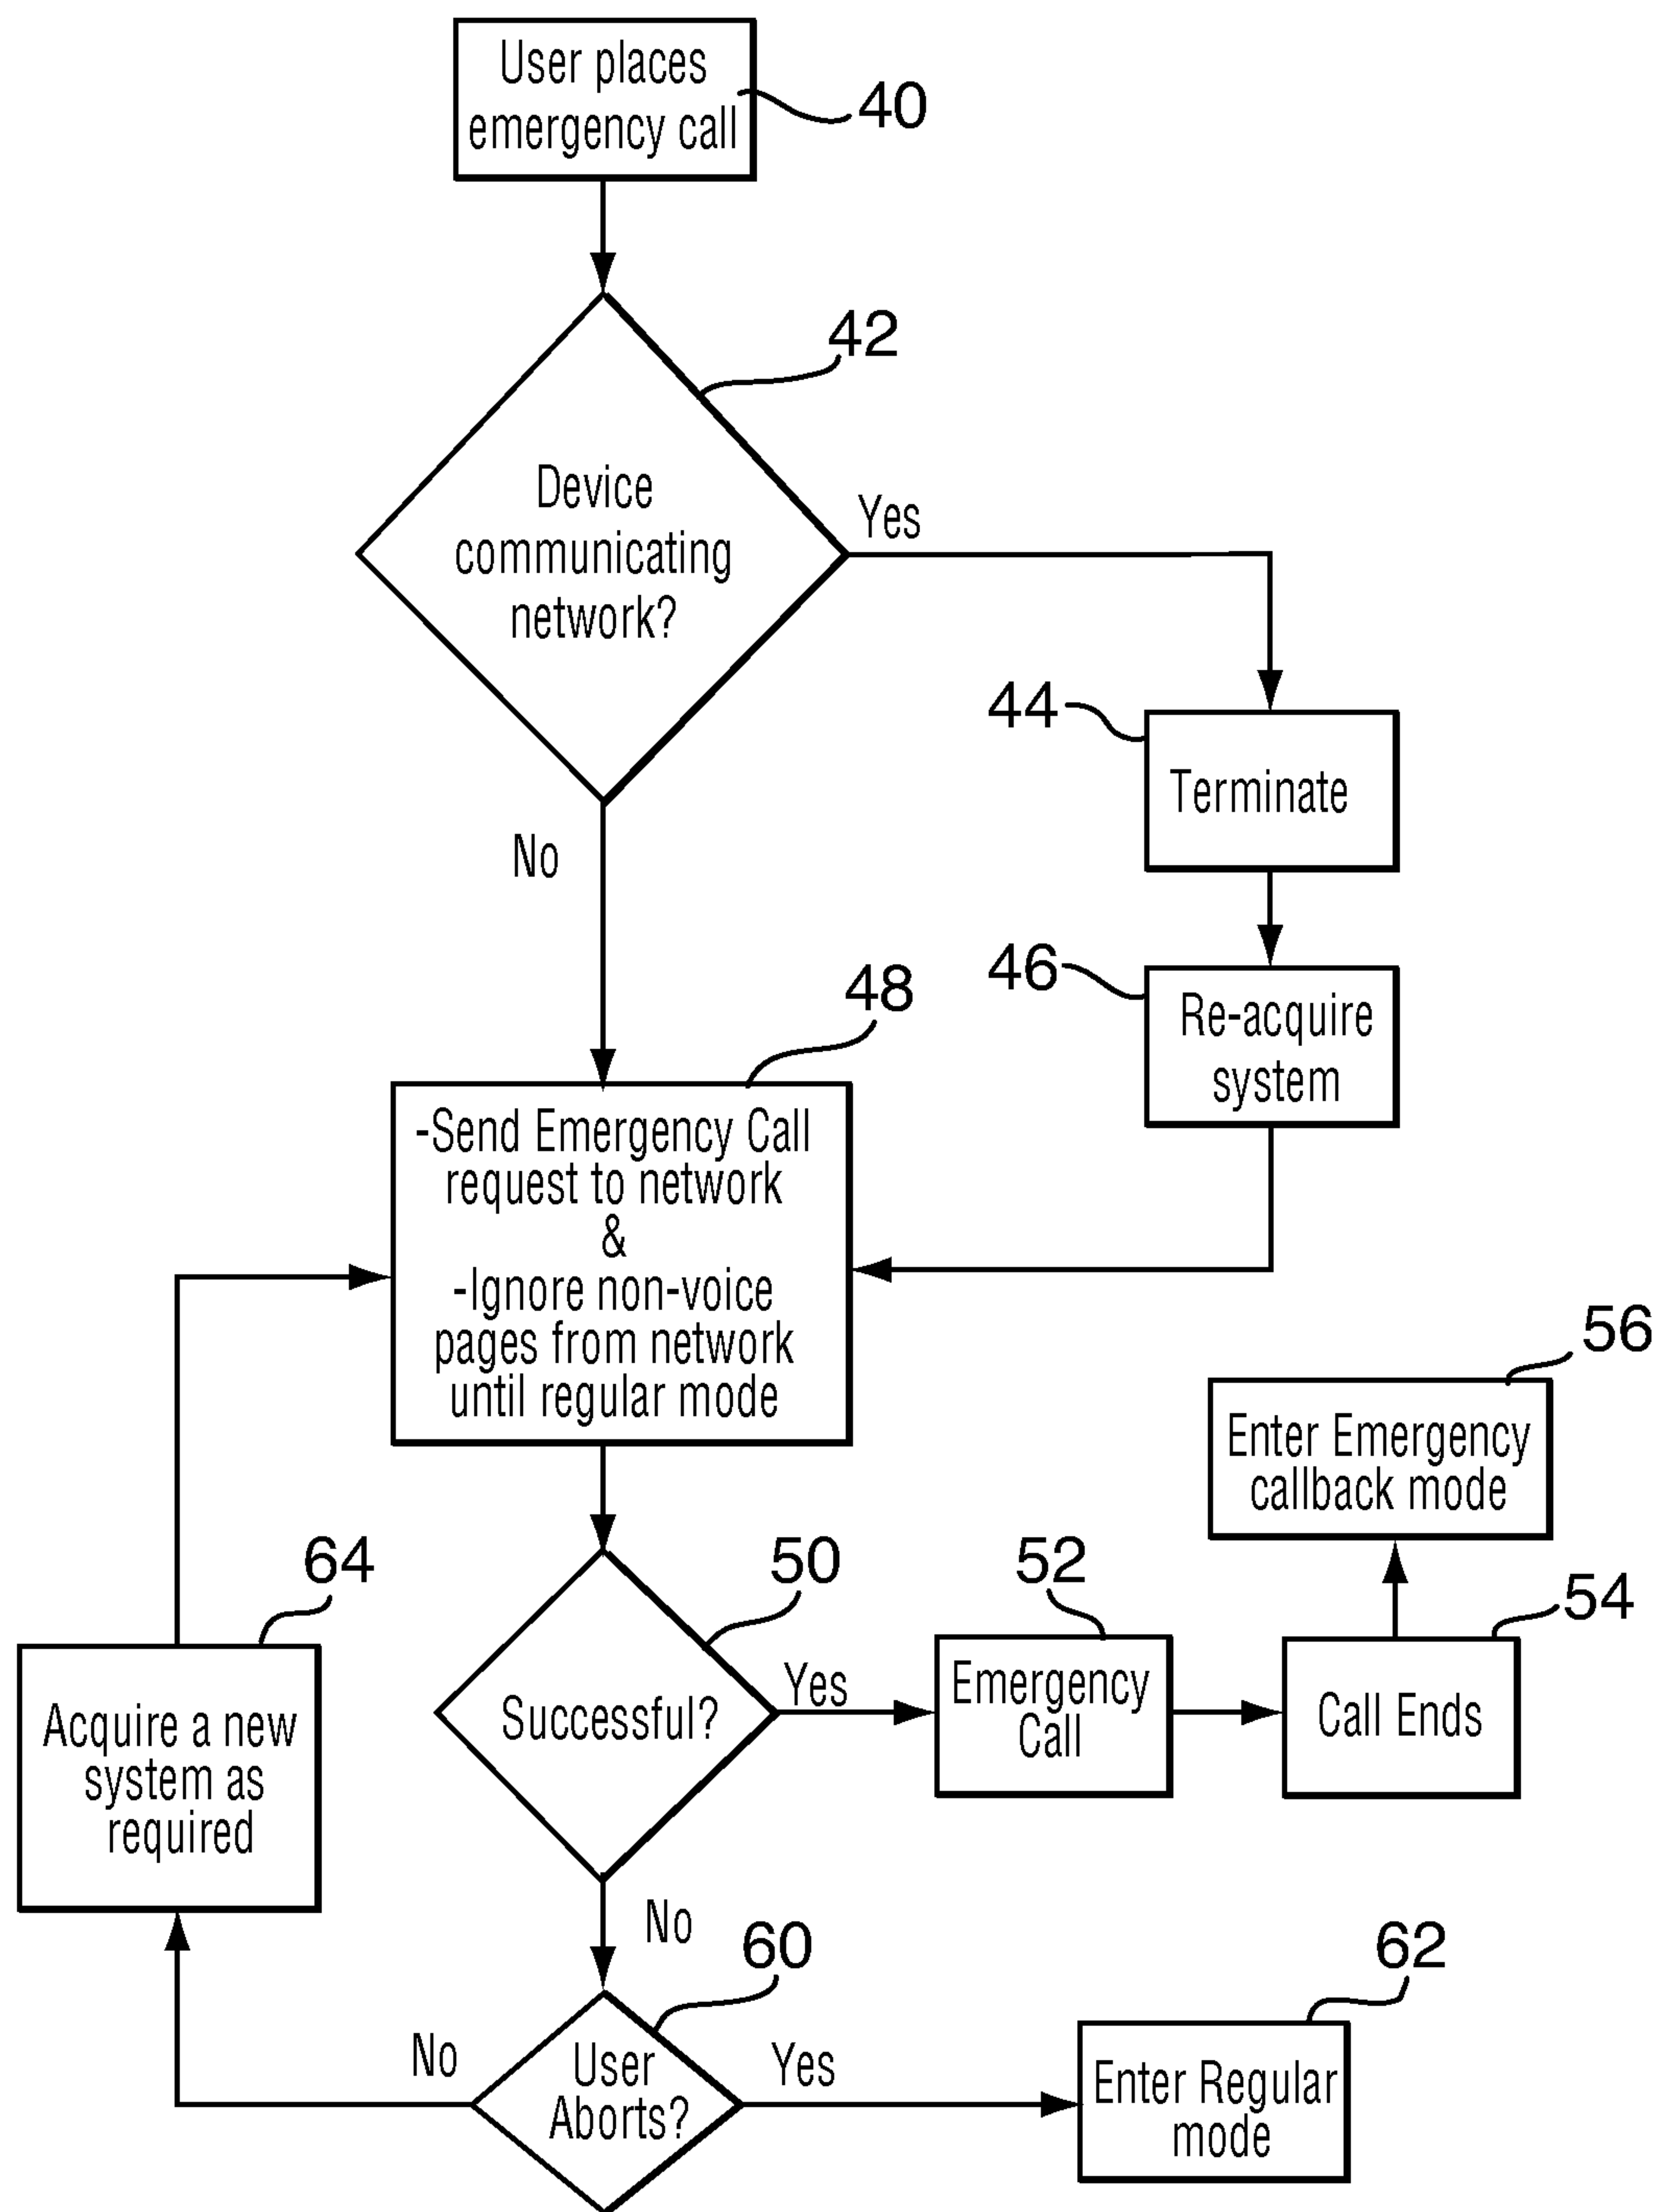 User places
emergency call
40
42
Device
communicating
network?
Yes
No
44
Terminate
46
Re-acquire
system
48
-Send Emergency Call
request to network
&
-Ignore non-voice
pages from network
until regular mode
56
Enter Emergency
callback mode
64
Acquire a new
system as
required
50
Successful?
Yes
No
52
Emergency
Call
54
Call Ends
60
User
Aborts?
No
Yes
62
Enter Regular
mode